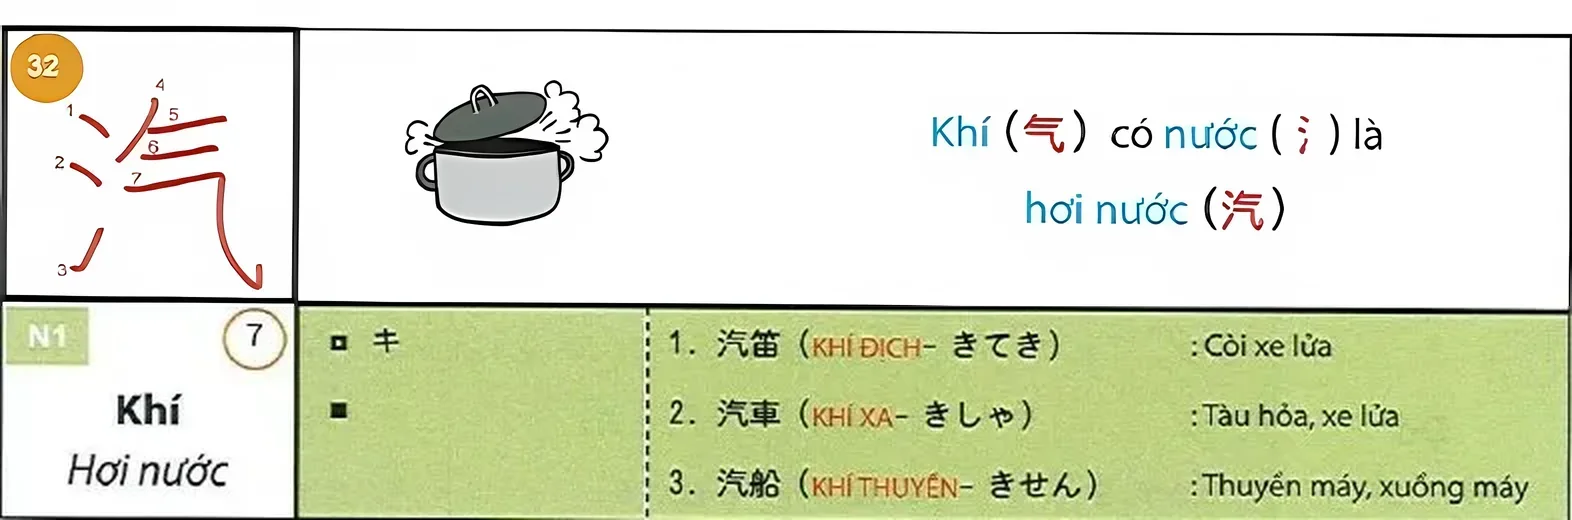 32
汽
1
2
3
4
5
6
7
Khí (气) có nước (氵) là
hơi nước (汽)
N1
7
Khí
Hơi nước
キ
1. 汽笛 (KHÍ ĐỊCH- きてき) : Còi xe lửa
2. 汽車 (KHÍ XA- きしゃ) : Tàu hỏa, xe lửa
3. 汽船 (KHÍ THUYỀN- きせん) : Thuyền máy, xuồng máy